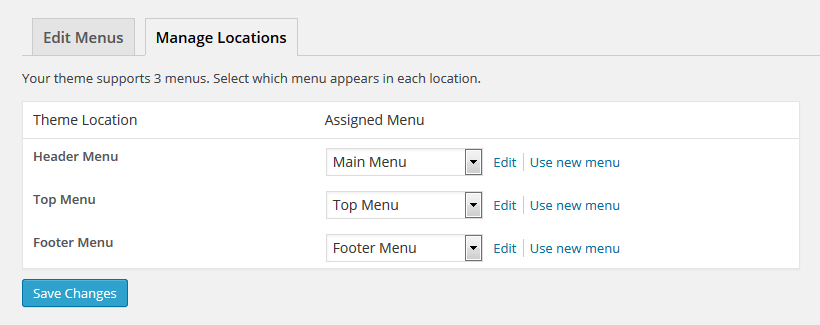 Edit Menus Manage Locations
Your theme supports 3 menus. Select which menu appears in each location.
Theme Location Assigned Menu
Header Menu Main Menu Edit Use new menu
Top Menu Top Menu Edit Use new menu
Footer Menu Footer Menu Edit Use new menu
Save Changes